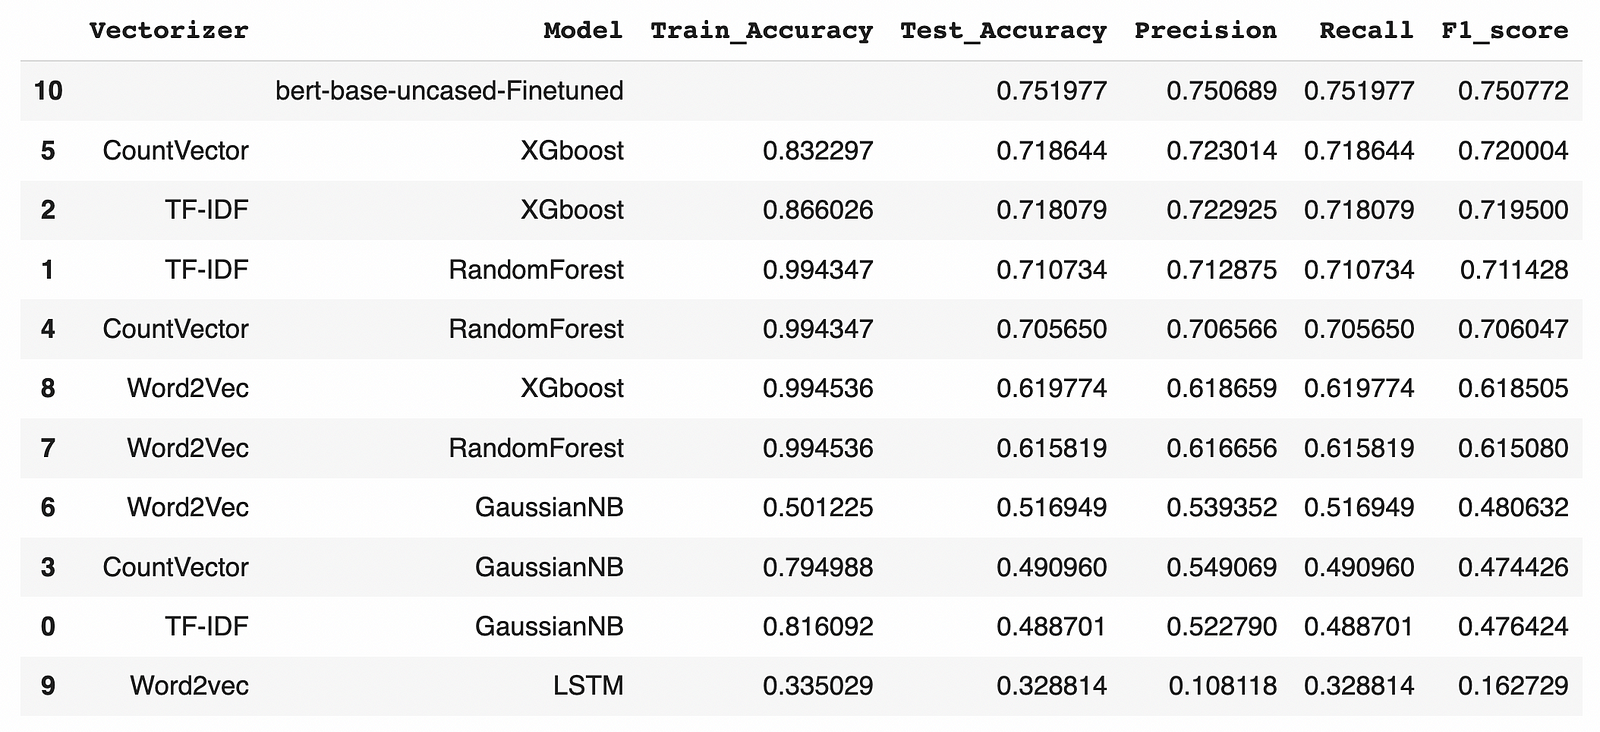 Vectorizer Model Train_Accuracy Test_Accuracy Precision Recall F1_score
10 bert-base-uncased-Finetuned 0.751977 0.750689 0.751977 0.750772
5 CountVector XGboost 0.832297 0.718644 0.723014 0.718644 0.720004
2 TF-IDF XGboost 0.866026 0.718079 0.722925 0.718079 0.719500
1 TF-IDF RandomForest 0.994347 0.710734 0.712875 0.710734 0.711428
4 CountVector RandomForest 0.994347 0.705650 0.706566 0.705650 0.706047
8 Word2Vec XGboost 0.994536 0.619774 0.618659 0.619774 0.618505
7 Word2Vec RandomForest 0.994536 0.615819 0.616656 0.615819 0.615080
6 Word2Vec GaussianNB 0.501225 0.516949 0.539352 0.516949 0.480632
3 CountVector GaussianNB 0.794988 0.490960 0.549069 0.490960 0.474426
0 TF-IDF GaussianNB 0.816092 0.488701 0.522790 0.488701 0.476424
9 Word2vec LSTM 0.335029 0.328814 0.108118 0.328814 0.162729